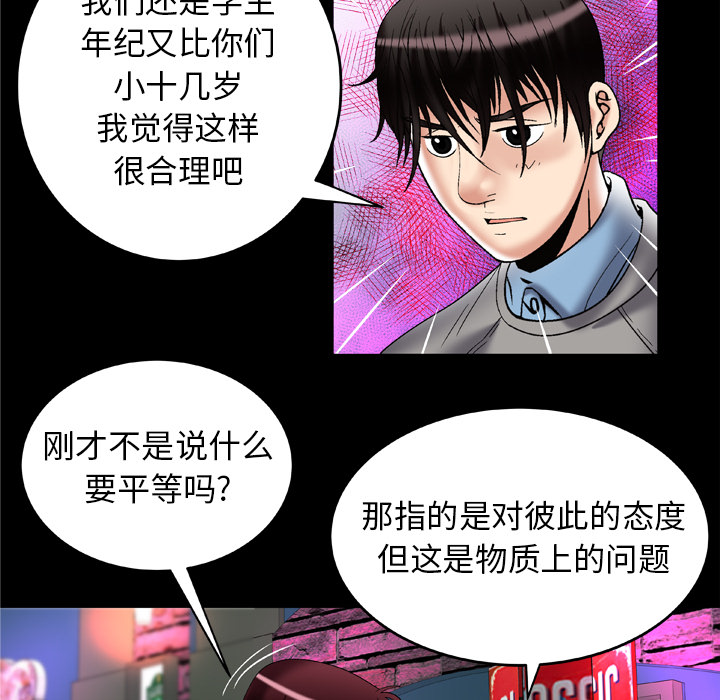 我们还是学生
年纪又比你们
小十几岁
我觉得这样
很合理吧
刚才不是说什么
要平等吗?
那指的是对彼此的态度
但这是物质上的问题
CLASSIC